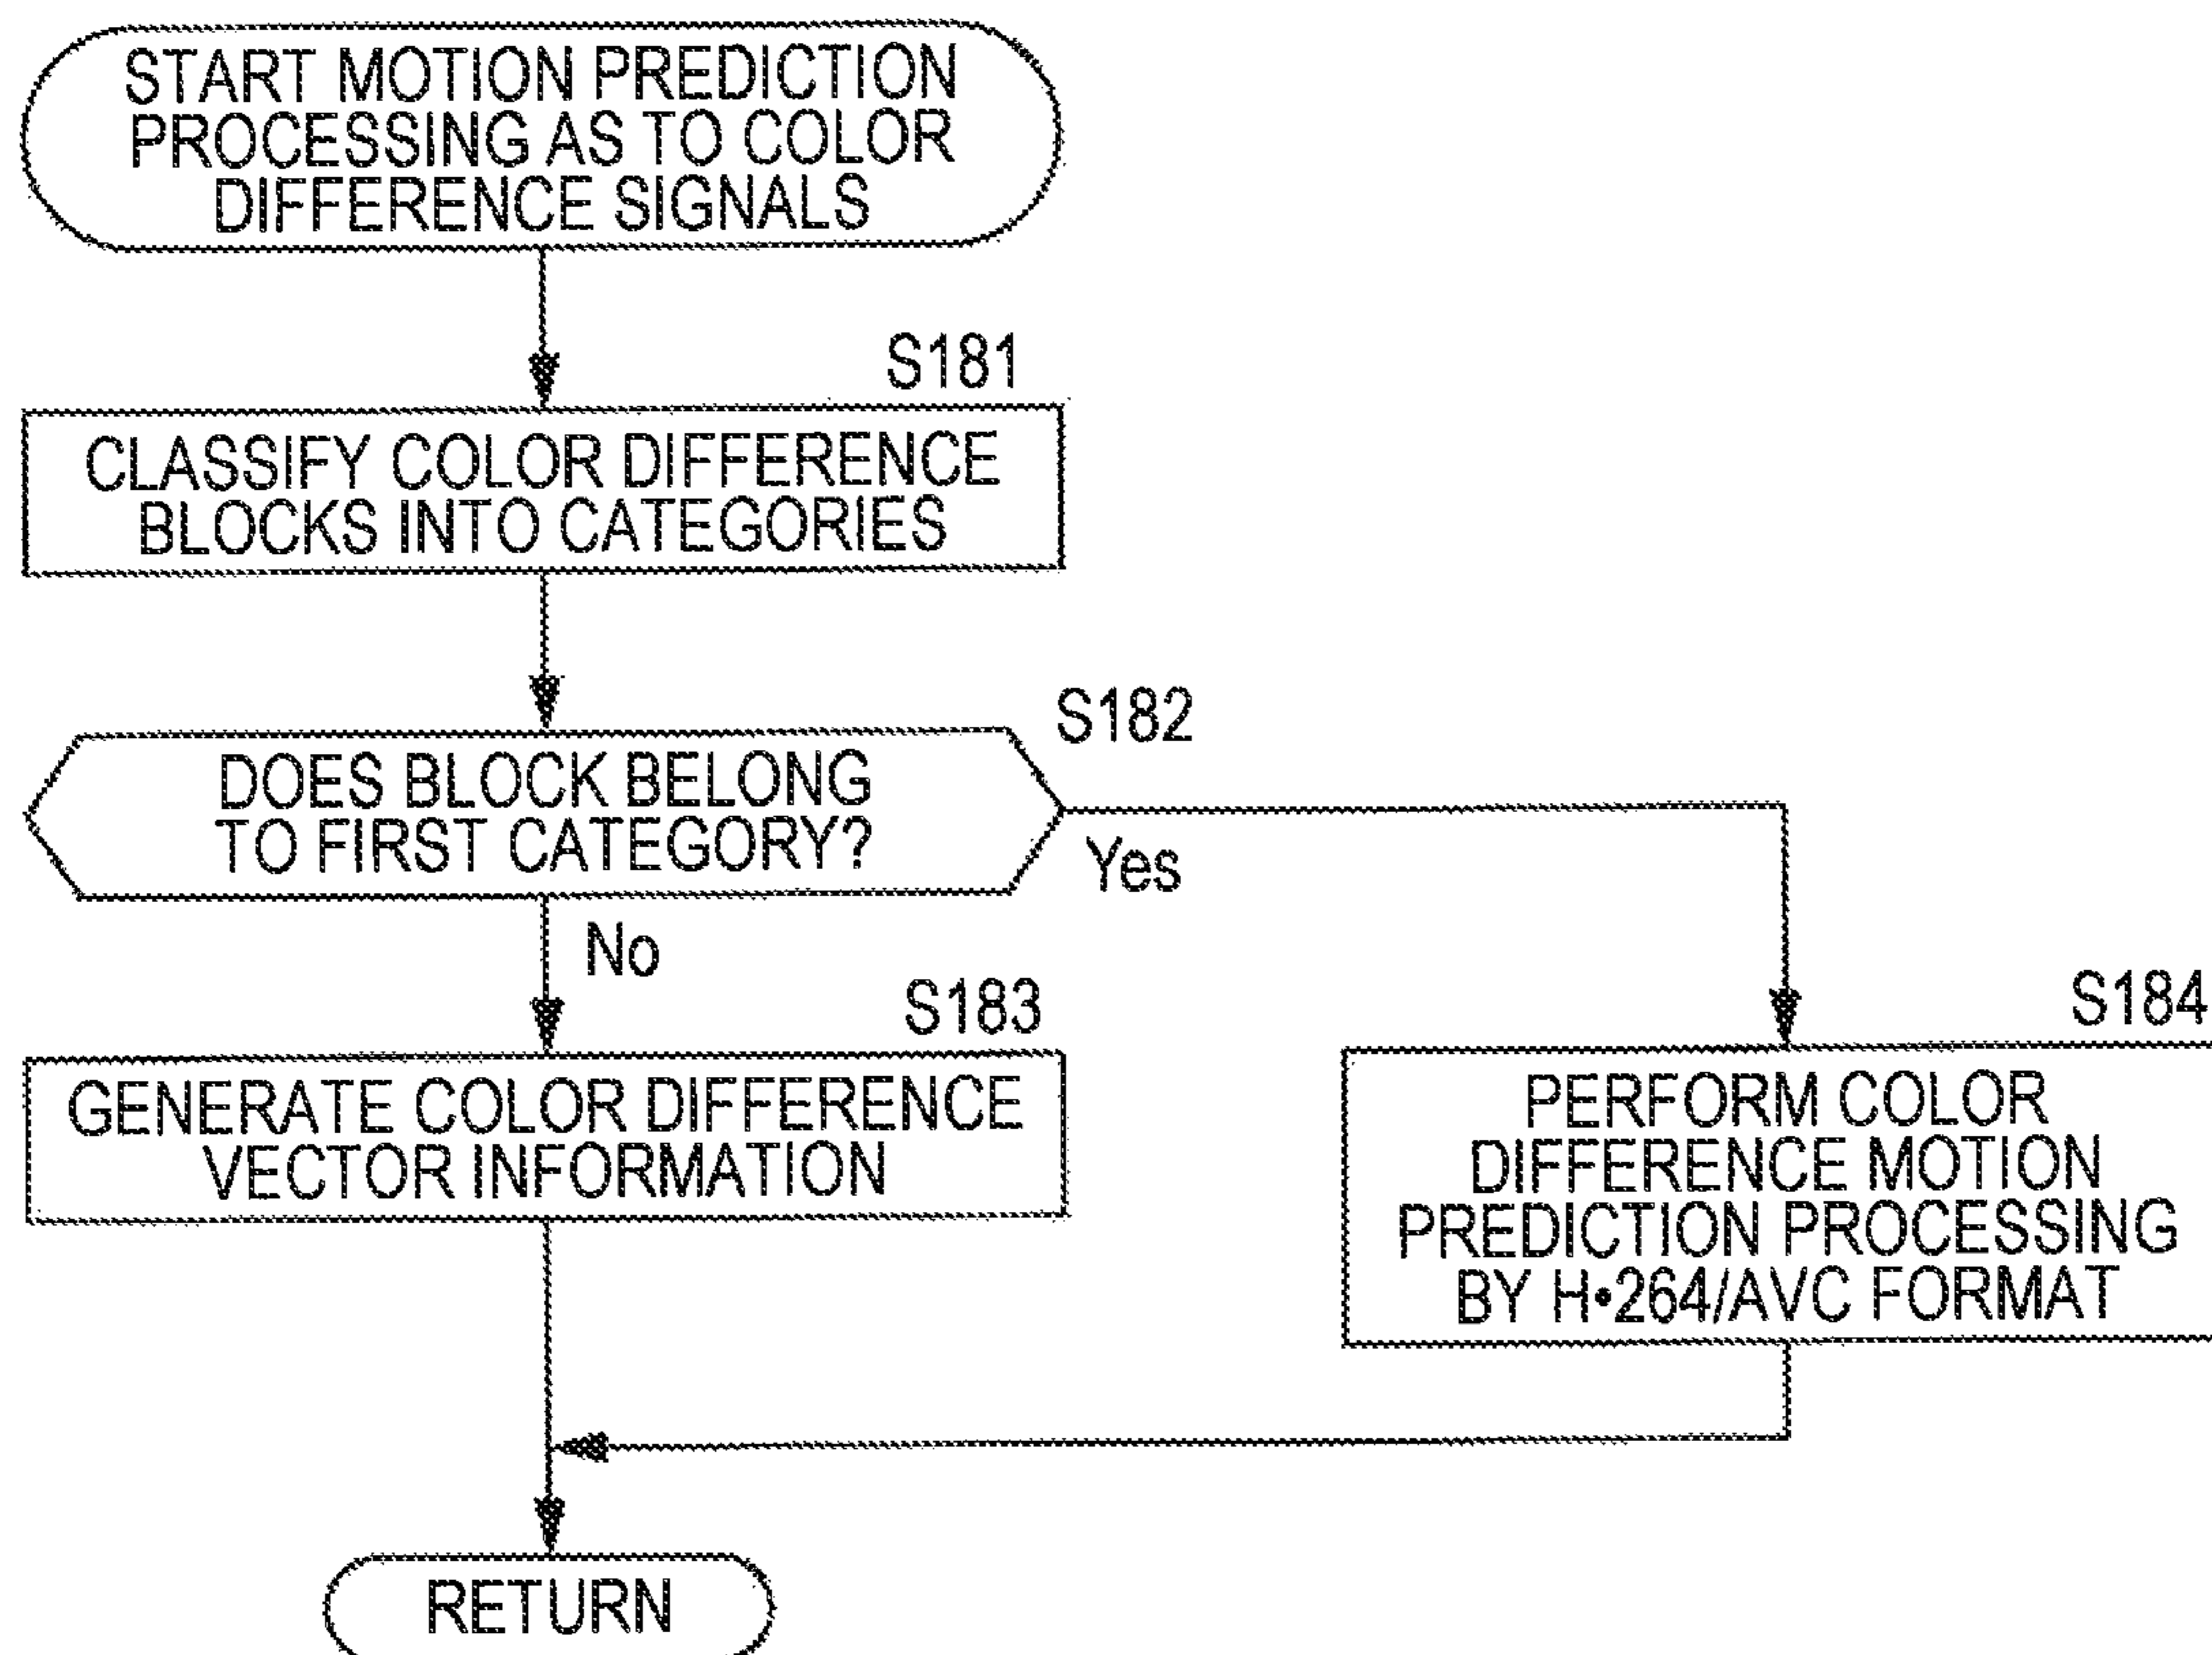 START MOTION PREDICTION
PROCESSING AS TO COLOR
DIFFERENCE SIGNALS
S181
CLASSIFY COLOR DIFFERENCE
BLOCKS INTO CATEGORIES
S182
DOES BLOCK BELONG
TO FIRST CATEGORY?
Yes
No
S183
GENERATE COLOR DIFFERENCE
VECTOR INFORMATION
S184
PERFORM COLOR
DIFFERENCE MOTION
PREDICTION PROCESSING
BY H•264/AVC FORMAT
RETURN